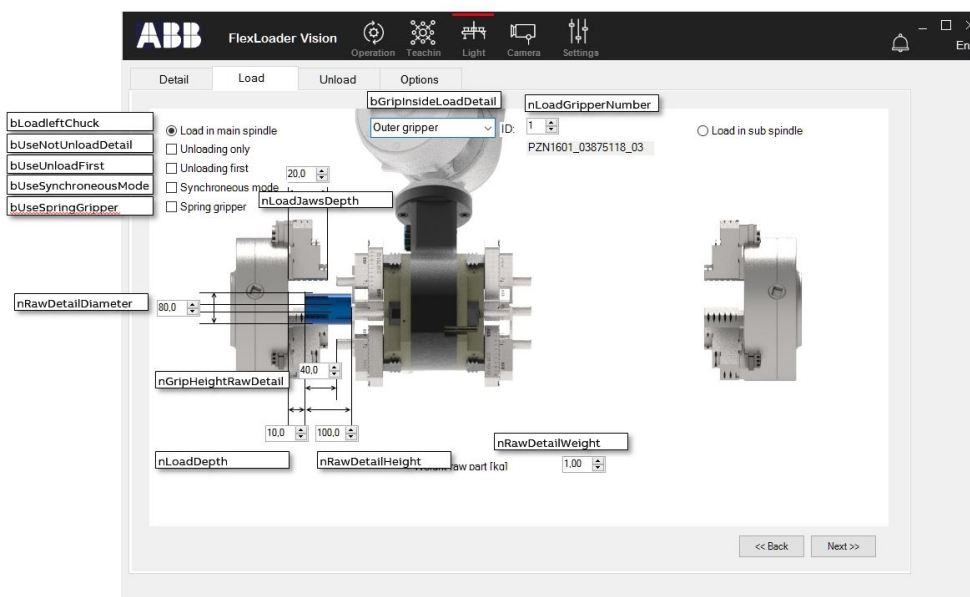 ABB FlexLoader Vision
Operation Teachin Light Camera Settings
En
Detail Load Unload Options
bGripInsideLoadDetail
nLoadGripperNumber
bLoadleftChuck
Load in main spindle
Outer gripper
ID: 1
Load in sub spindle
bUseNotUnloadDetail
Unloading only
PZN1601_03875118_03
bUseUnloadFirst
Unloading first
20,0
bUseSynchroneousMode
Synchroneous mode
nLoadJawsDepth
bUseSpringGripper
Spring gripper
nRawDetailDiameter
80,0
40,0
nGripHeightRawDetail
10,0
100,0
nRawDetailWeight
nLoadDepth
nRawDetailHeight
raw part [kg]
1,00
<< Back
Next >>